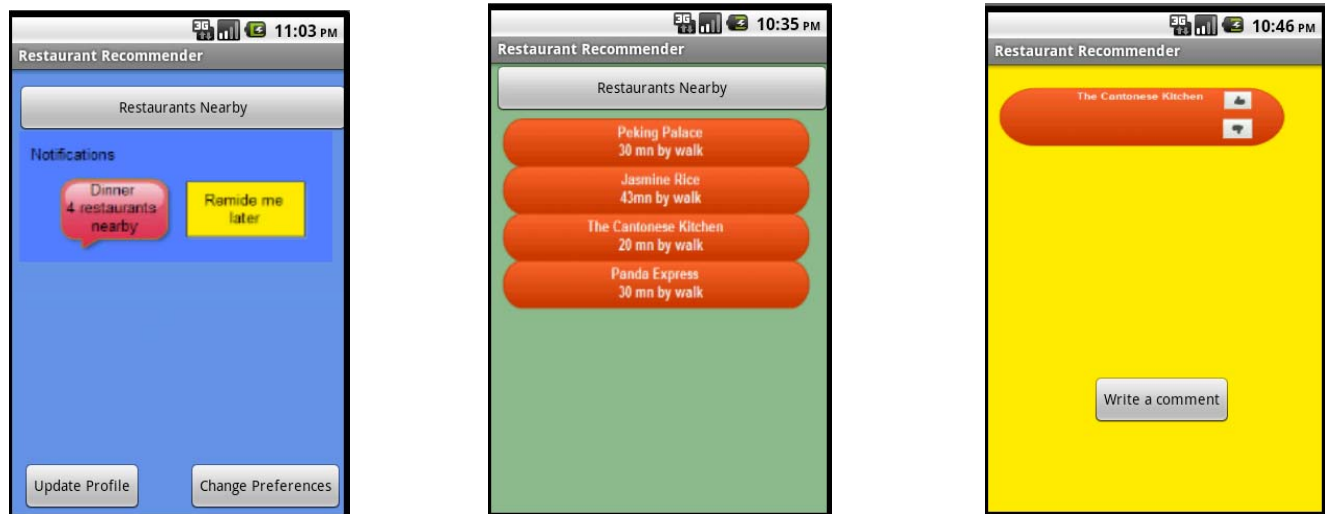 3G 11:03 PM
Restaurant Recommender
Restaurants Nearby
Notifications
Dinner
4 restaurants
nearby
Remide me
later
Update Profile
Change Preferences
3G 10:35 PM
Restaurant Recommender
Restaurants Nearby
Peking Palace
30 mn by walk
Jasmine Rice
43mn by walk
The Cantonese Kitchen
20 mn by walk
Panda Express
30 mn by walk
3G 10:46 PM
Restaurant Recommender
The Cantonese Kitchen
Write a comment